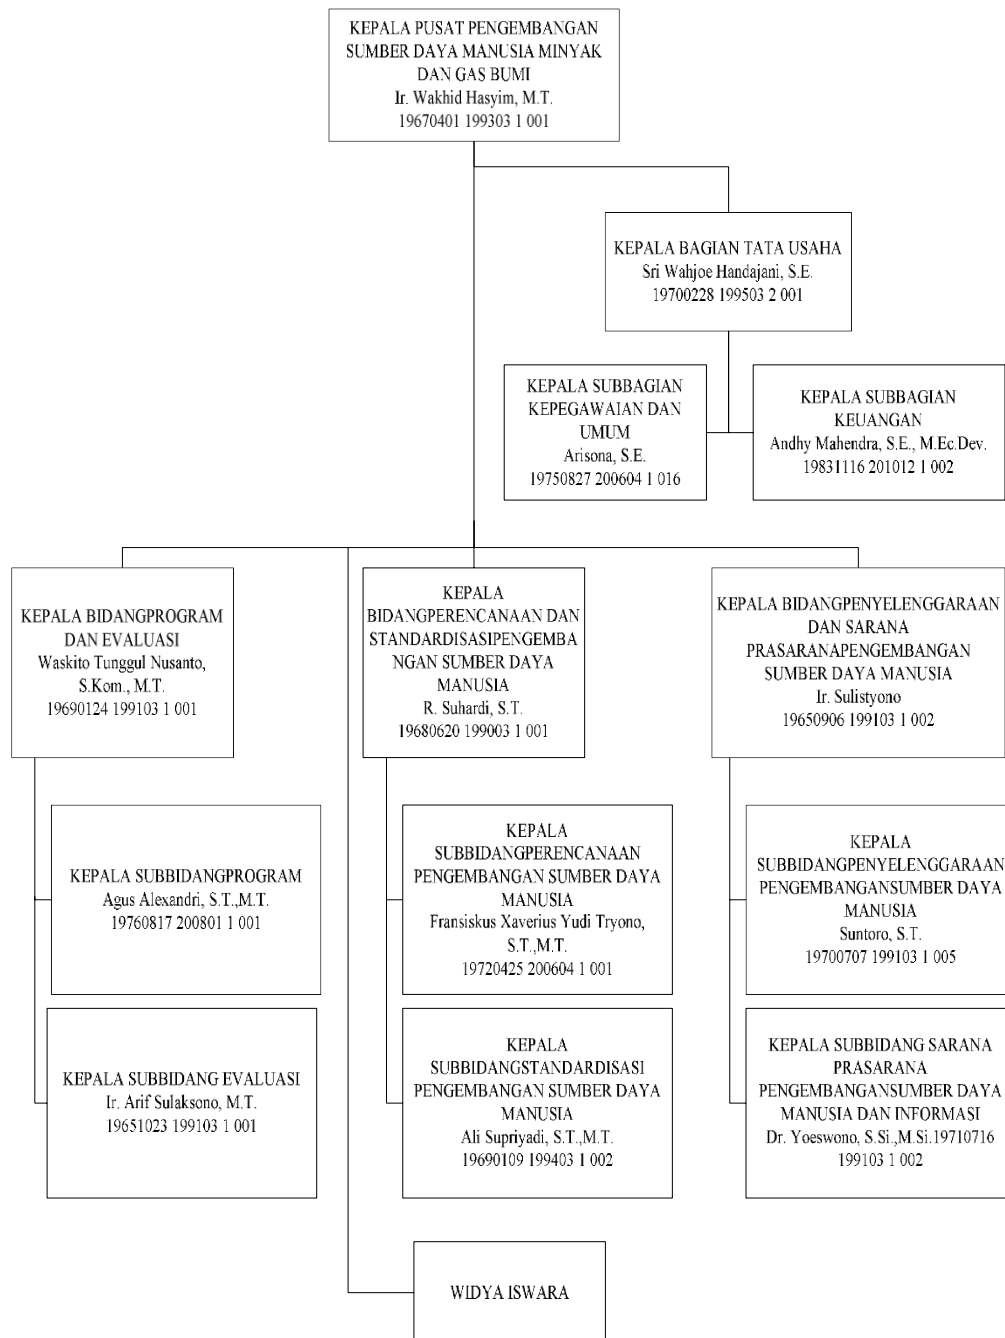 KEPALA PUSAT PENGEMBANGAN
SUMBER DAYA MANUSIA MINYAK
DAN GAS BUMI
Ir. Wakhid Hasyim, M.T.
19670401 199303 1 001
KEPALA BAGIAN TATA USAHA
Sri Wahjoe Handajani, S.E.
19700228 199503 2 001
KEPALA SUBBAGIAN
KEPEGAWAIAN DAN
UMUM
Arisona, S.E.
19750827 200604 1 016
KEPALA SUBBAGIAN
KEUANGAN
Andhy Mahendra, S.E., M.Ec.Dev.
19831116 201012 1 002
KEPALA BIDANGPROGRAM
DAN EVALUASI
Waskito Tunggul Nusanto,
S.Kom., M.T.
19690124 199103 1 001
KEPALA
BIDANGPERENCANAAN DAN
STANDARDISASIPENGEMBA
NGAN SUMBER DAYA
MANUSIA
R. Suhardi, S.T.
19680620 199003 1 001
KEPALA BIDANGPENYELENGGARAAN
DAN SARANA
PRASARANAPENGEMBANGAN
SUMBER DAYA MANUSIA
Ir. Sulistyono
19650906 199103 1 002
KEPALA SUBBIDANGPROGRAM
Agus Alexandri, S.T.,M.T.
19760817 200801 1 001
KEPALA
SUBBIDANGPERENCANAAN
PENGEMBANGAN SUMBER DAYA
MANUSIA
Fransiskus Xaverius Yudi Tryono,
S.T.,M.T.
19720425 200604 1 001
KEPALA
SUBBIDANGPENYELENGGARAAN
PENGEMBANGANSUMBER DAYA
MANUSIA
Suntoro, S.T.
19700707 199103 1 005
KEPALA SUBBIDANG EVALUASI
Ir. Arif Sulaksono, M.T.
19651023 199103 1 001
KEPALA
SUBBIDANGSTANDARDISASI
PENGEMBANGAN SUMBER DAYA
MANUSIA
Ali Supriyadi, S.T.,M.T.
19690109 199403 1 002
KEPALA SUBBIDANG SARANA
PRASARANA
PENGEMBANGANSUMBER DAYA
MANUSIA DAN INFORMASI
Dr. Yoeswono, S.Si.,M.Si.19710716
199103 1 002
WIDYA ISWARA